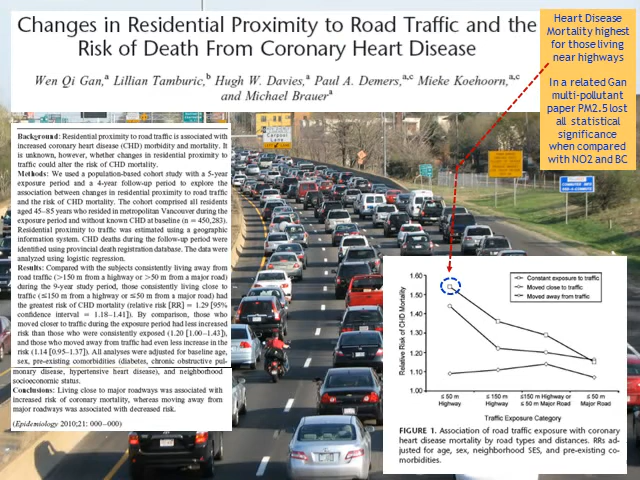 Changes in Residential Proximity to Road Traffic and the
Risk of Death From Coronary Heart Disease
Wen Qi Gan,ᵃ Lillian Tamburic,ᵇ Hugh W. Davies,ᵃ Paul A. Demers,ᵃ,ᶜ Mieke Koehoorn,ᵃ,ᶜ
and Michael Brauerᵃ
Heart Disease
Mortality highest
for those living
near highways
In a related Gan
multi-pollutant
paper PM2.5 lost
all statistical
significance
when compared
with NO2 and BC
Background: Residential proximity to road traffic is associated with
increased coronary heart disease (CHD) morbidity and mortality. It
is unknown, however, whether changes in residential proximity to
traffic could alter the risk of CHD mortality.
Methods: We used a population-based cohort study with a 5-year
exposure period and a 4-year follow-up period to explore the
association between changes in residential proximity to road traffic
and the risk of CHD mortality. The cohort comprised all residents
aged 45–85 years who resided in metropolitan Vancouver during the
exposure period and without known CHD at baseline (n = 450,283).
Residential proximity to traffic was estimated using a geographic
information system. CHD deaths during the follow-up period were
identified using provincial death registration database. The data were
analyzed using logistic regression.
Results: Compared with the subjects consistently living away from
road traffic (>150 m from a highway or >50 m from a major road)
during the 9-year study period, those consistently living close to
traffic (≤150 m from a highway or ≤50 m from a major road) had
the greatest risk of CHD mortality (relative risk [RR] = 1.29 [95%
confidence interval = 1.18–1.41]). By comparison, those who
moved closer to traffic during the exposure period had less increased
risk than those who were consistently exposed (1.20 [1.00–1.43]),
and those who moved away from traffic had even less increase in the
risk (1.14 [0.95–1.37]). All analyses were adjusted for baseline age,
sex, pre-existing comorbidities (diabetes, chronic obstructive pul-
monary disease, hypertensive heart disease), and neighborhood
socioeconomic status.
Conclusions: Living close to major roadways was associated with
increased risk of coronary mortality, whereas moving away from
major roadways was associated with decreased risk.
(Epidemiology 2010;21: 000–000)
Relative Risk of CHD Mortality
1.60
1.50
1.40
1.30
1.20
1.10
1.00
Constant exposure to traffic
Moved close to traffic
Moved away from traffic
≤ 50 m
Highway
≤ 150 m
Highway
≤150 m Highway or
≤50 m Major Road
≤ 50 m
Major Road
Traffic Exposure Category
FIGURE 1. Association of road traffic exposure with coronary
heart disease mortality by road types and distances. RRs ad-
justed for age, sex, neighborhood SES, and pre-existing co-
morbidities.